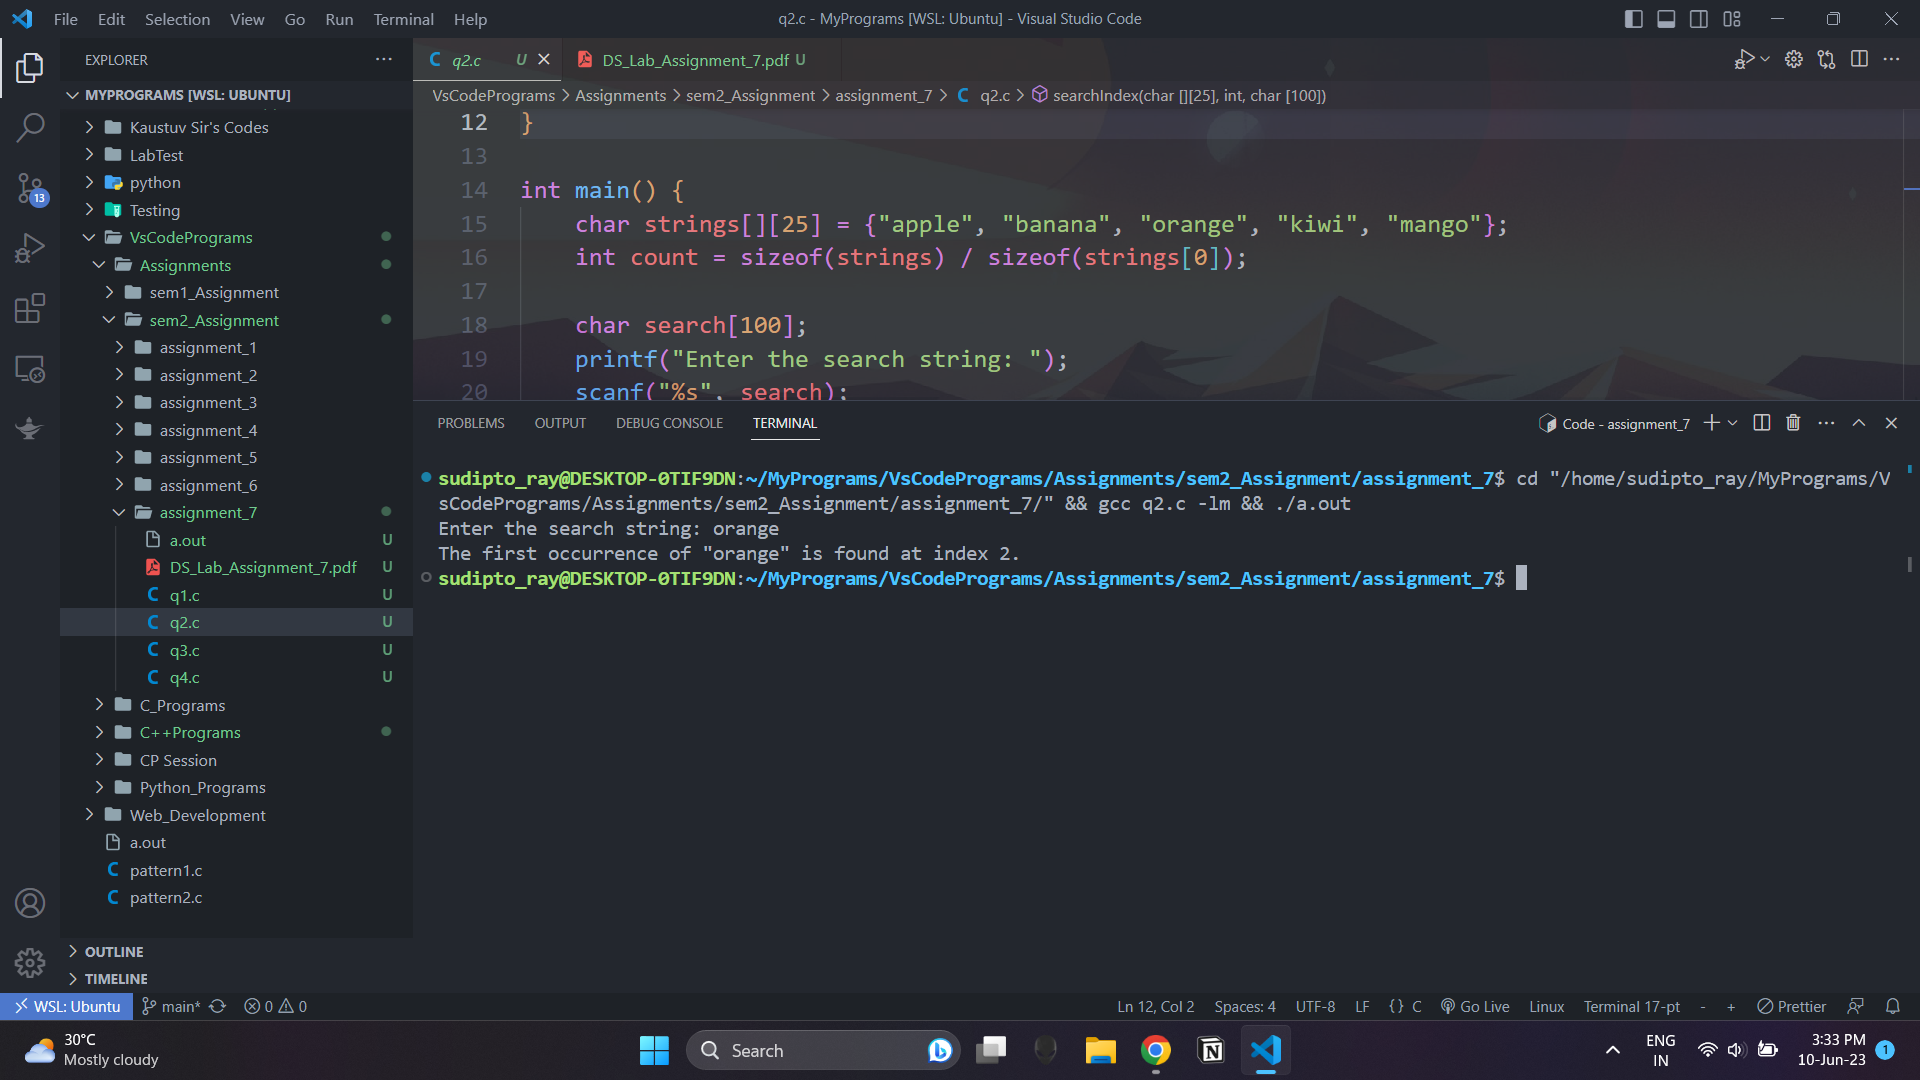 File Edit Selection View Go Run Terminal Help
q2.c - MyPrograms [WSL: Ubuntu] - Visual Studio Code
EXPLORER
MYPROGRAMS [WSL: UBUNTU]
Kaustuv Sir's Codes
LabTest
python
Testing
VsCodePrograms
Assignments
sem1_Assignment
sem2_Assignment
assignment_1
assignment_2
assignment_3
assignment_4
assignment_5
assignment_6
assignment_7
a.out U
DS_Lab_Assignment_7.pdf U
q1.c U
q2.c U
q3.c U
q4.c U
C_Programs
C++Programs
CP Session
Python_Programs
Web_Development
a.out
pattern1.c
pattern2.c
OUTLINE
TIMELINE
13
q2.c U
DS_Lab_Assignment_7.pdf U
VsCodePrograms > Assignments > sem2_Assignment > assignment_7 > C q2.c > searchIndex(char [][25], int, char [100])
12 }
13
14 int main() {
15 char strings[][25] = {"apple", "banana", "orange", "kiwi", "mango"};
16 int count = sizeof(strings) / sizeof(strings[0]);
17
18 char search[100];
19 printf("Enter the search string: ");
20 scanf("%s", search);
PROBLEMS OUTPUT DEBUG CONSOLE TERMINAL
Code - assignment_7
sudipto_ray@DESKTOP-0TIF9DN:~/MyPrograms/VsCodePrograms/Assignments/sem2_Assignment/assignment_7$ cd "/home/sudipto_ray/MyPrograms/V
sCodePrograms/Assignments/sem2_Assignment/assignment_7/" && gcc q2.c -lm && ./a.out
Enter the search string: orange
The first occurrence of "orange" is found at index 2.
sudipto_ray@DESKTOP-0TIF9DN:~/MyPrograms/VsCodePrograms/Assignments/sem2_Assignment/assignment_7$
WSL: Ubuntu main* 0 0
Ln 12, Col 2 Spaces: 4 UTF-8 LF {} C Go Live Linux Terminal 17-pt - + Prettier
30°C
Mostly cloudy
Search
ENG
IN
3:33 PM
10-Jun-23
1